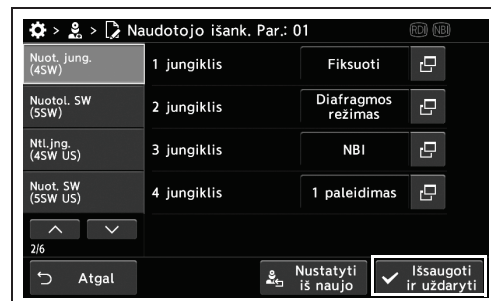 > > Naudotojo išank. Par.: 01 RDI NBI
Nuot. jung.
(4SW)
1 jungiklis Fiksuoti
Nuotol. SW
(5SW)
2 jungiklis Diafragmos
režimas
Ntl.jng.
(4SW US)
3 jungiklis NBI
Nuot. SW
(5SW US)
4 jungiklis 1 paleidimas
2/6
Atgal
Nustatyti
iš naujo
Išsaugoti
ir uždaryti